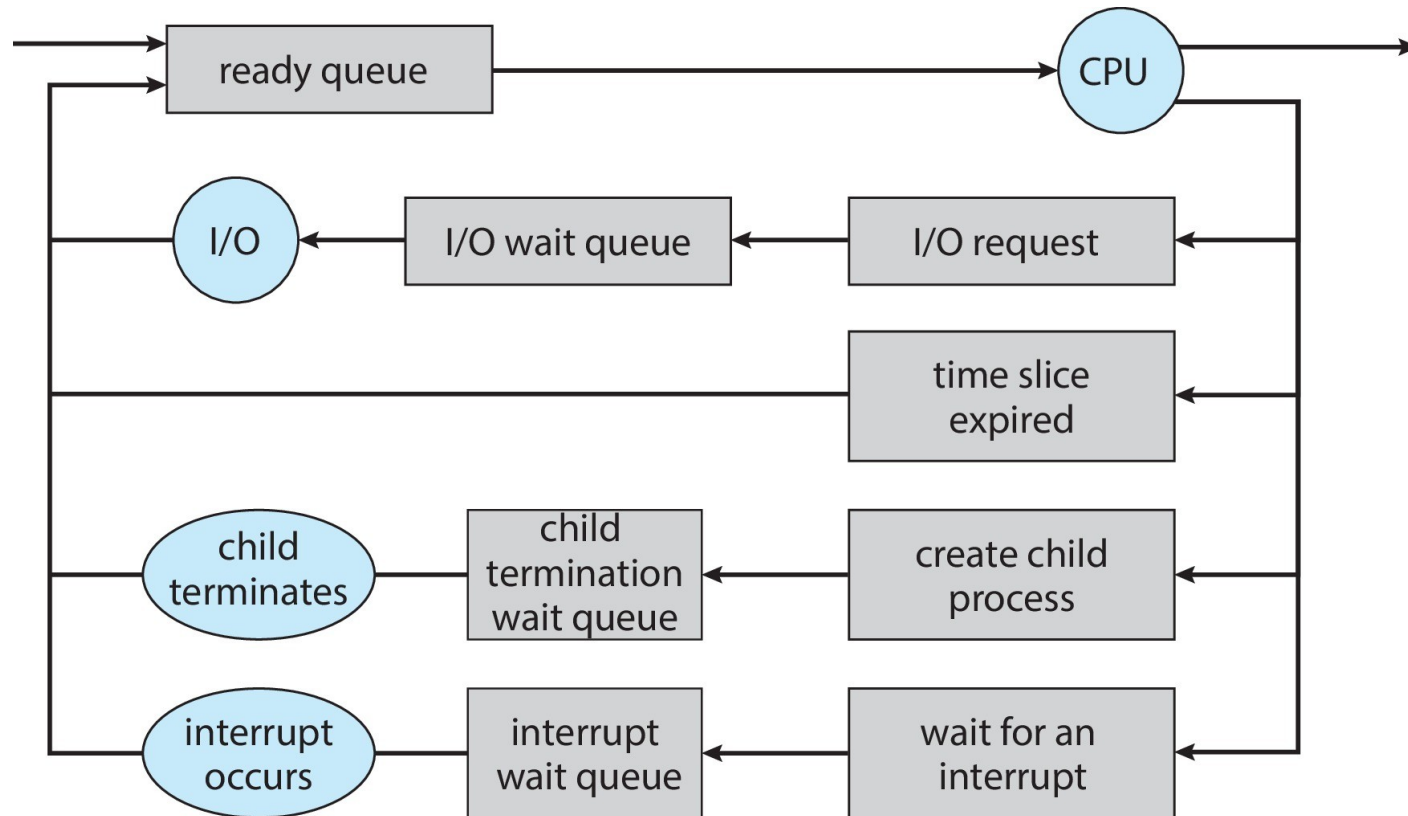 ready queue
CPU
I/O
I/O wait queue
I/O request
time slice
expired
child
terminates
child
termination
wait queue
create child
process
interrupt
occurs
interrupt
wait queue
wait for an
interrupt